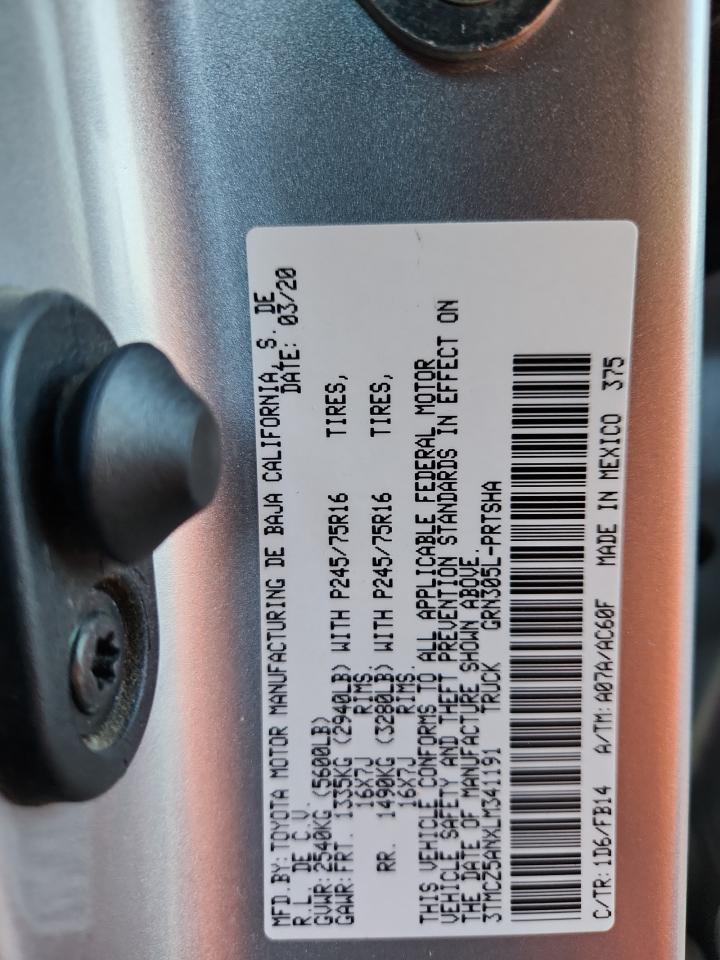 MFD.BY: TOYOTA MOTOR MANUFACTURING DE BAJA CALIFORNIA, S. DE
R.L. DE C.V. DATE: 03/20
GVWR: 2540KG (5600LB)
GAWR: FRT. 1335KG (2940LB) WITH P245/75R16 TIRES,
16X7J RIMS,
RR. 1490KG (3280LB) WITH P245/75R16 TIRES,
16X7J RIMS.
THIS VEHICLE CONFORMS TO ALL APPLICABLE FEDERAL MOTOR
VEHICLE SAFETY AND THEFT PREVENTION STANDARDS IN EFFECT ON
THE DATE OF MANUFACTURE SHOWN ABOVE.
3TMCZ5ANXLM341191 TRUCK GRN305L-PRTSHA
C/TR: 1D6/FB14 A/TM: A07A/AC60F MADE IN MEXICO 375